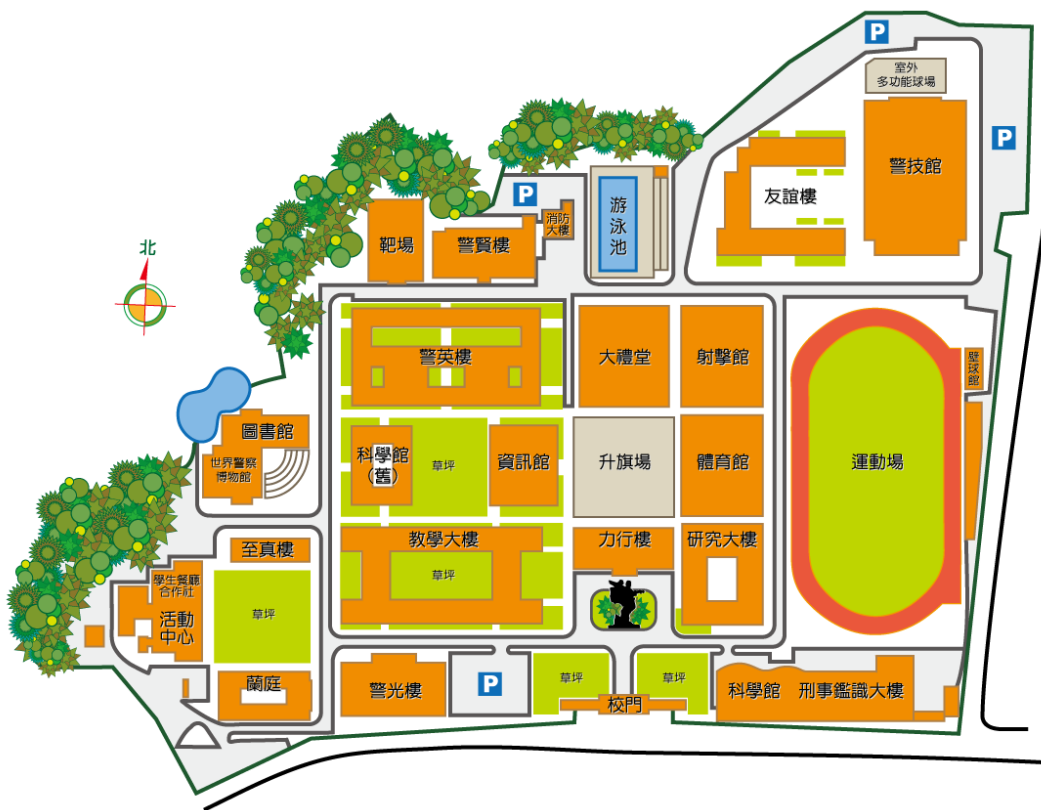 P
室外
多功能球場
P
警技館
友誼樓
P
游泳池
消防
大樓
靶場
警賢樓
北
警英樓
大禮堂
射擊館
壁球館
圖書館
世界警察
博物館
科學館
(舊)
草坪
資訊館
升旗場
體育館
運動場
教學大樓
草坪
力行樓
研究大樓
至真樓
學生餐廳
合作社
活動
中心
草坪
蘭庭
警光樓
P
草坪
校門
草坪
科學館
刑事鑑識大樓